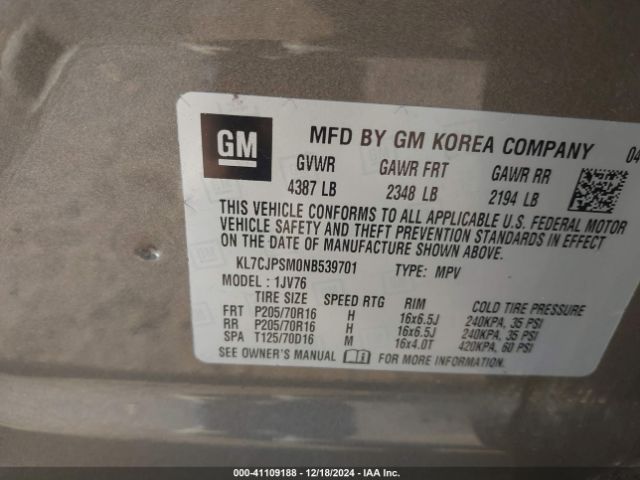 GM
MFD BY GM KOREA COMPANY 04
GVWR GAWR FRT GAWR RR
4387 LB 2348 LB 2194 LB
THIS VEHICLE CONFORMS TO ALL APPLICABLE U.S. FEDERAL MOTOR
VEHICLE SAFETY AND THEFT PREVENTION STANDARDS IN EFFECT
ON THE DATE OF MANUFACTURE SHOWN ABOVE.
KL7CJPSM0NB539701 TYPE: MPV
MODEL : 1JV76
TIRE SIZE SPEED RTG RIM COLD TIRE PRESSURE
FRT P205/70R16 H 16x6.5J 240KPA, 35 PSI
RR P205/70R16 H 16x6.5J 240KPA, 35 PSI
SPA T125/70D16 M 16x4.0T 420KPA, 60 PSI
SEE OWNER'S MANUAL FOR MORE INFORMATION.
000-41109188 - 12/18/2024 - IAA Inc.